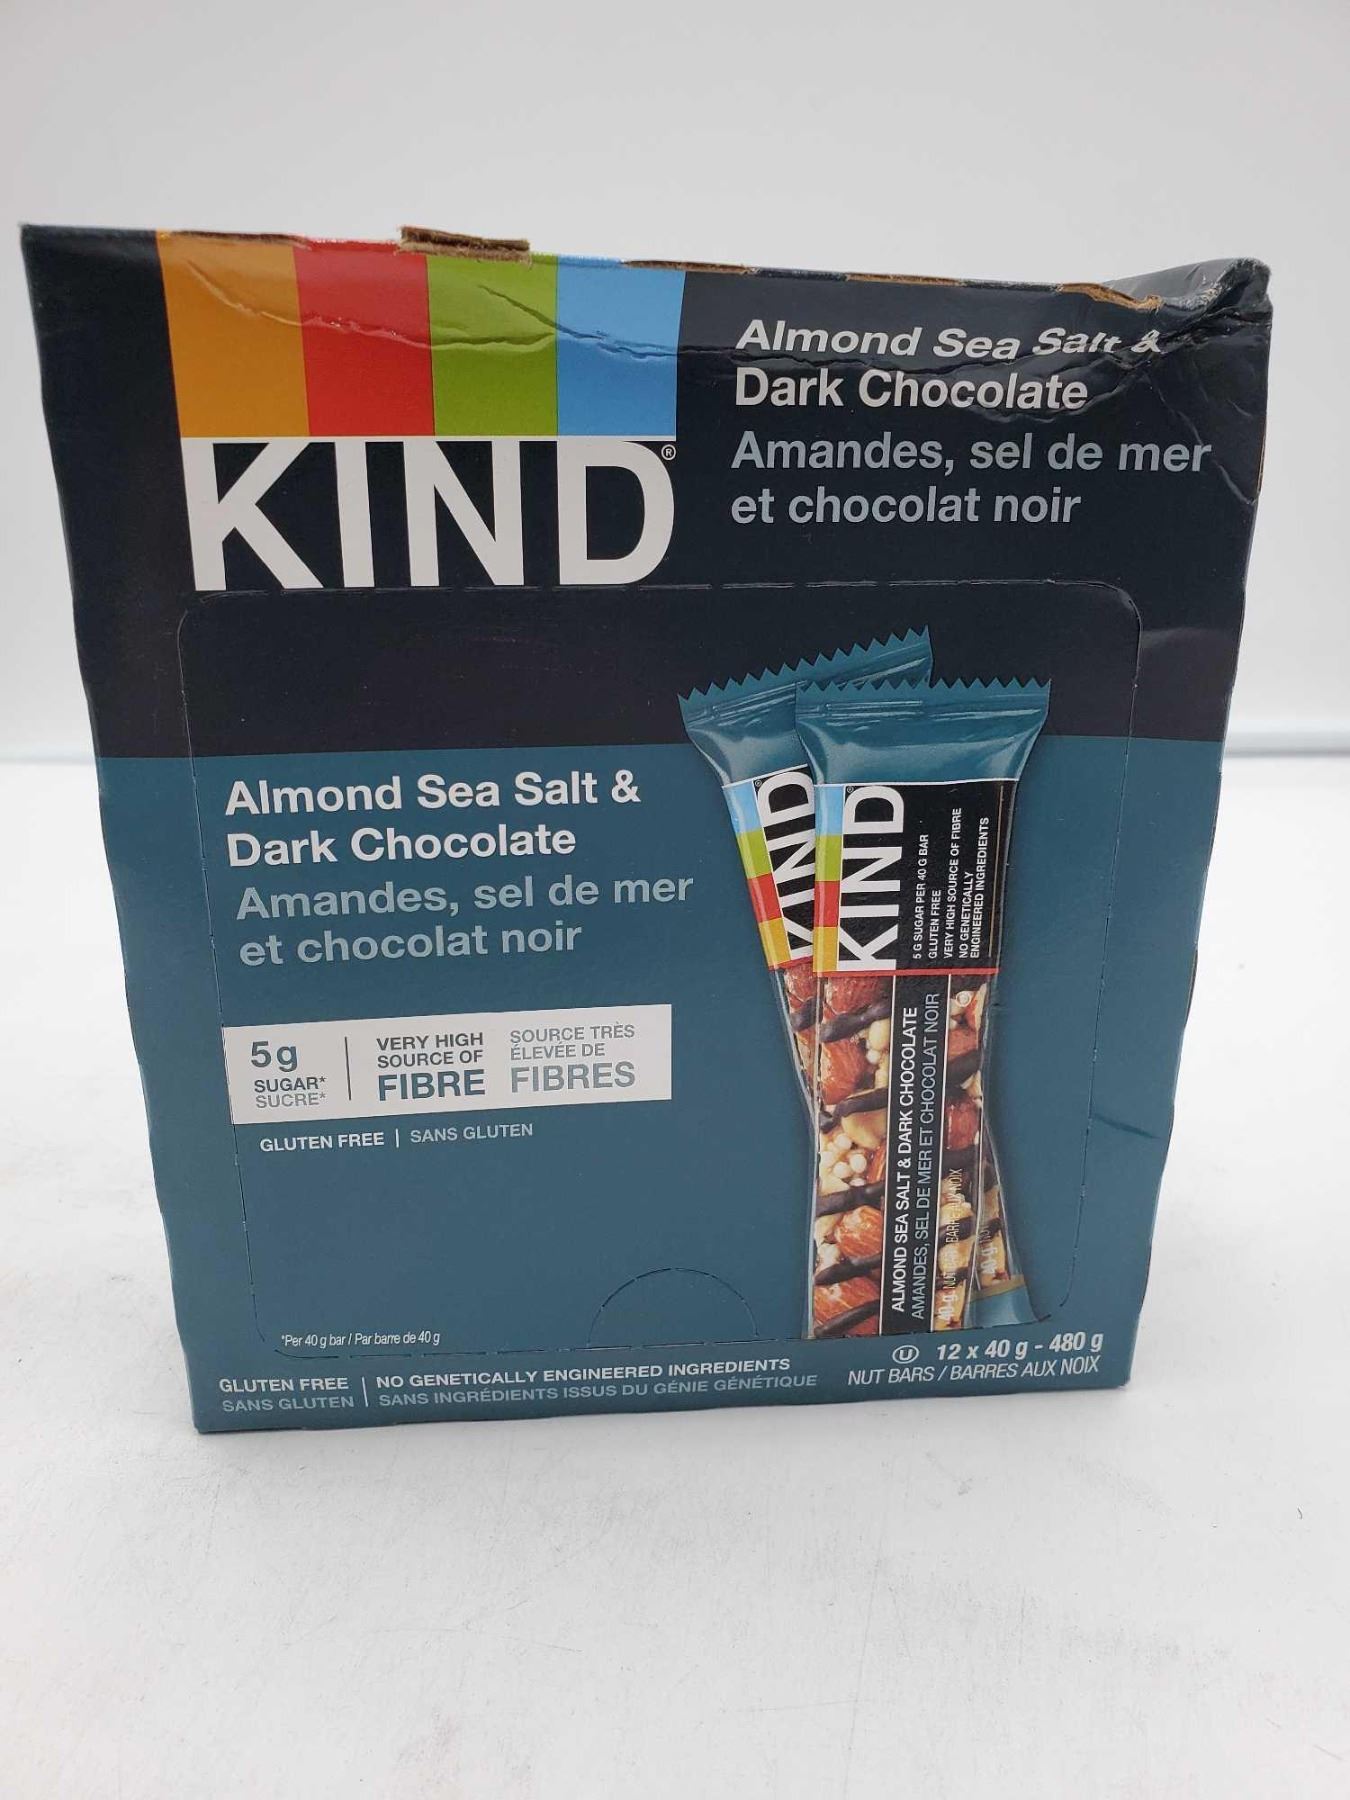 KIND®
Almond Sea Salt &
Dark Chocolate
Amandes, sel de mer
et chocolat noir
Almond Sea Salt &
Dark Chocolate
Amandes, sel de mer
et chocolat noir
5g
SUGAR*
SUCRE*
VERY HIGH
SOURCE OF
FIBRE
SOURCE TRÈS
ÉLEVÉE DE
FIBRES
GLUTEN FREE | SANS GLUTEN
KIND
KIND
5 G SUGAR PER 40 G BAR
GLUTEN FREE
VERY HIGH SOURCE OF FIBRE
NO GENETICALLY
ENGINEERED INGREDIENTS
ALMOND SEA SALT & DARK CHOCOLATE
AMANDES, SEL DE MER ET CHOCOLAT NOIR
40 g
40 g
*Per 40 g bar / Par barre de 40 g
GLUTEN FREE
SANS GLUTEN
NO GENETICALLY ENGINEERED INGREDIENTS
SANS INGRÉDIENTS ISSUS DU GÉNIE GÉNÉTIQUE
U 12 x 40 g - 480 g
NUT BARS / BARRES AUX NOIX